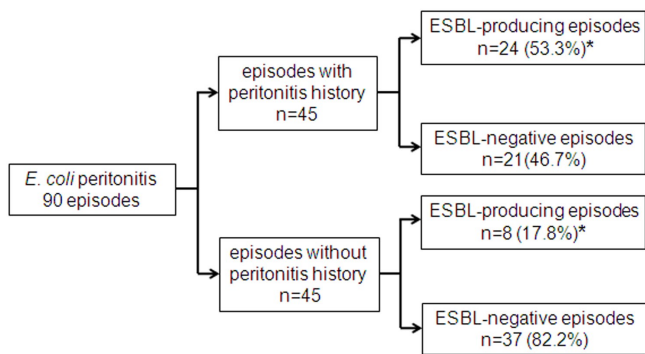 E. coli peritonitis
90 episodes
episodes with
peritonitis history
n=45
ESBL-producing episodes
n=24 (53.3%)*
ESBL-negative episodes
n=21(46.7%)
episodes without
peritonitis history
n=45
ESBL-producing episodes
n=8 (17.8%)*
ESBL-negative episodes
n=37 (82.2%)